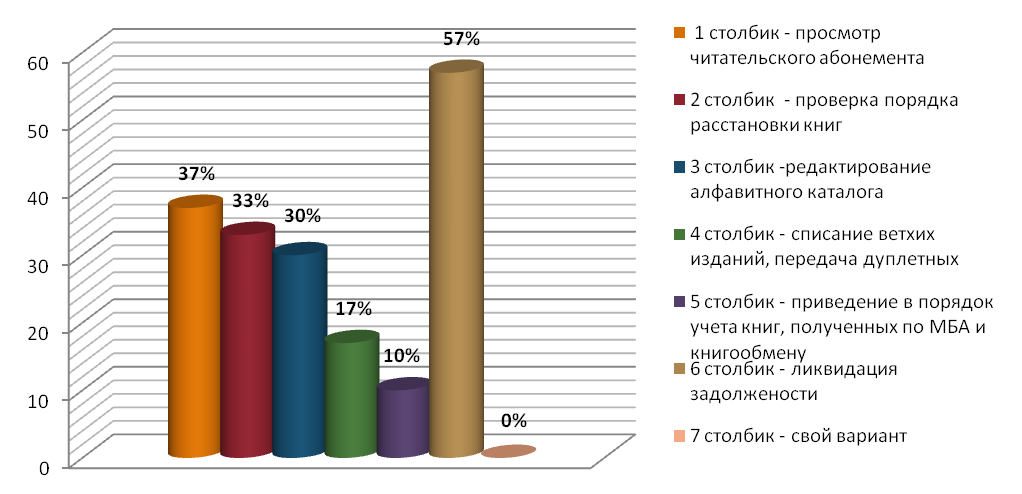 57%
37%
33%
30%
17%
10%
0%
60
50
40
30
20
10
0
1 столбик - просмотр
читательского абонемента
2 столбик - проверка порядка
расстановки книг
3 столбик -редактирование
алфавитного каталога
4 столбик - списание ветхих
изданий, передача дуплетных
5 столбик - приведение в порядок
учета книг, полученных по МБА и
книгообмену
6 столбик - ликвидация
задолжености
7 столбик - свой вариант